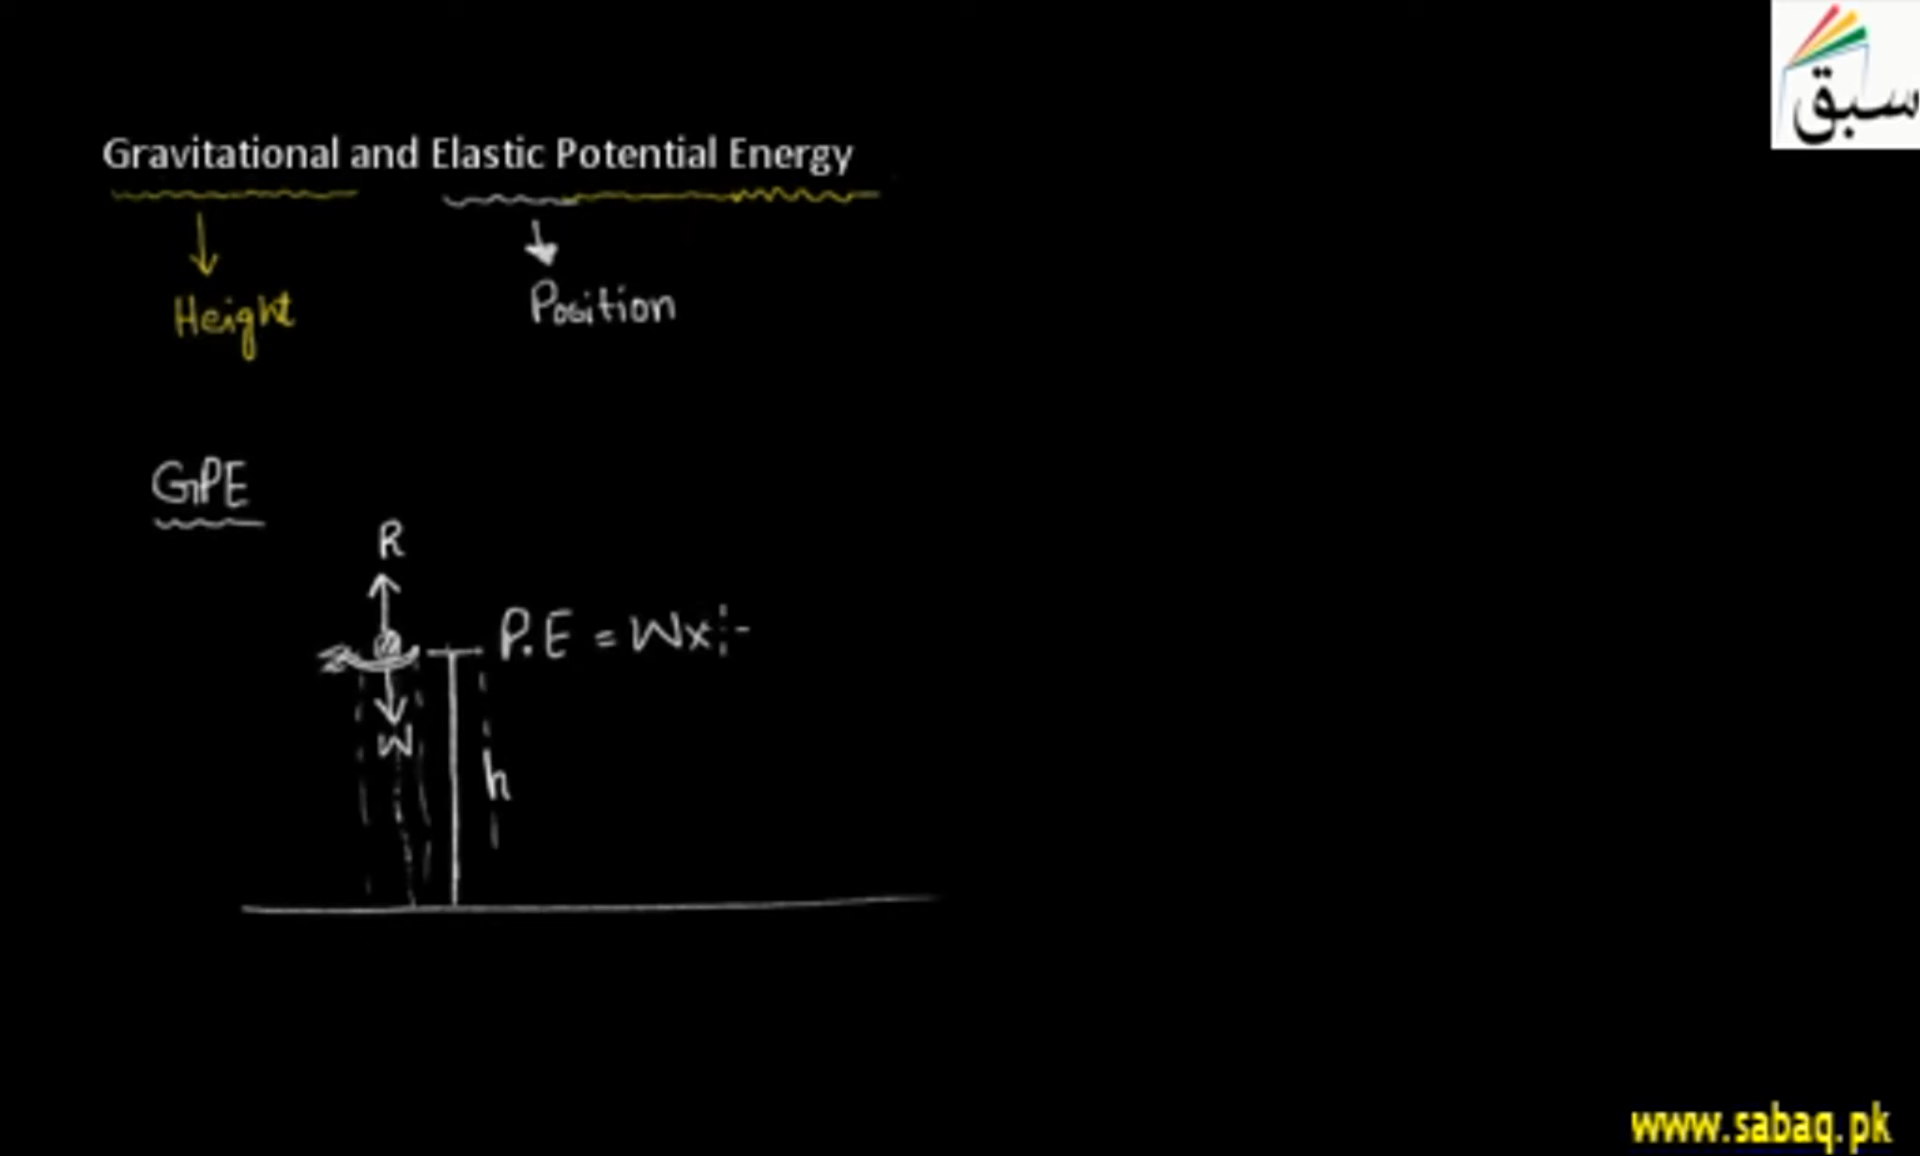 سبق
Gravitational and Elastic Potential Energy
Height
Position
GPE
R
P.E = Wx
W
h
www.sabaq.pk